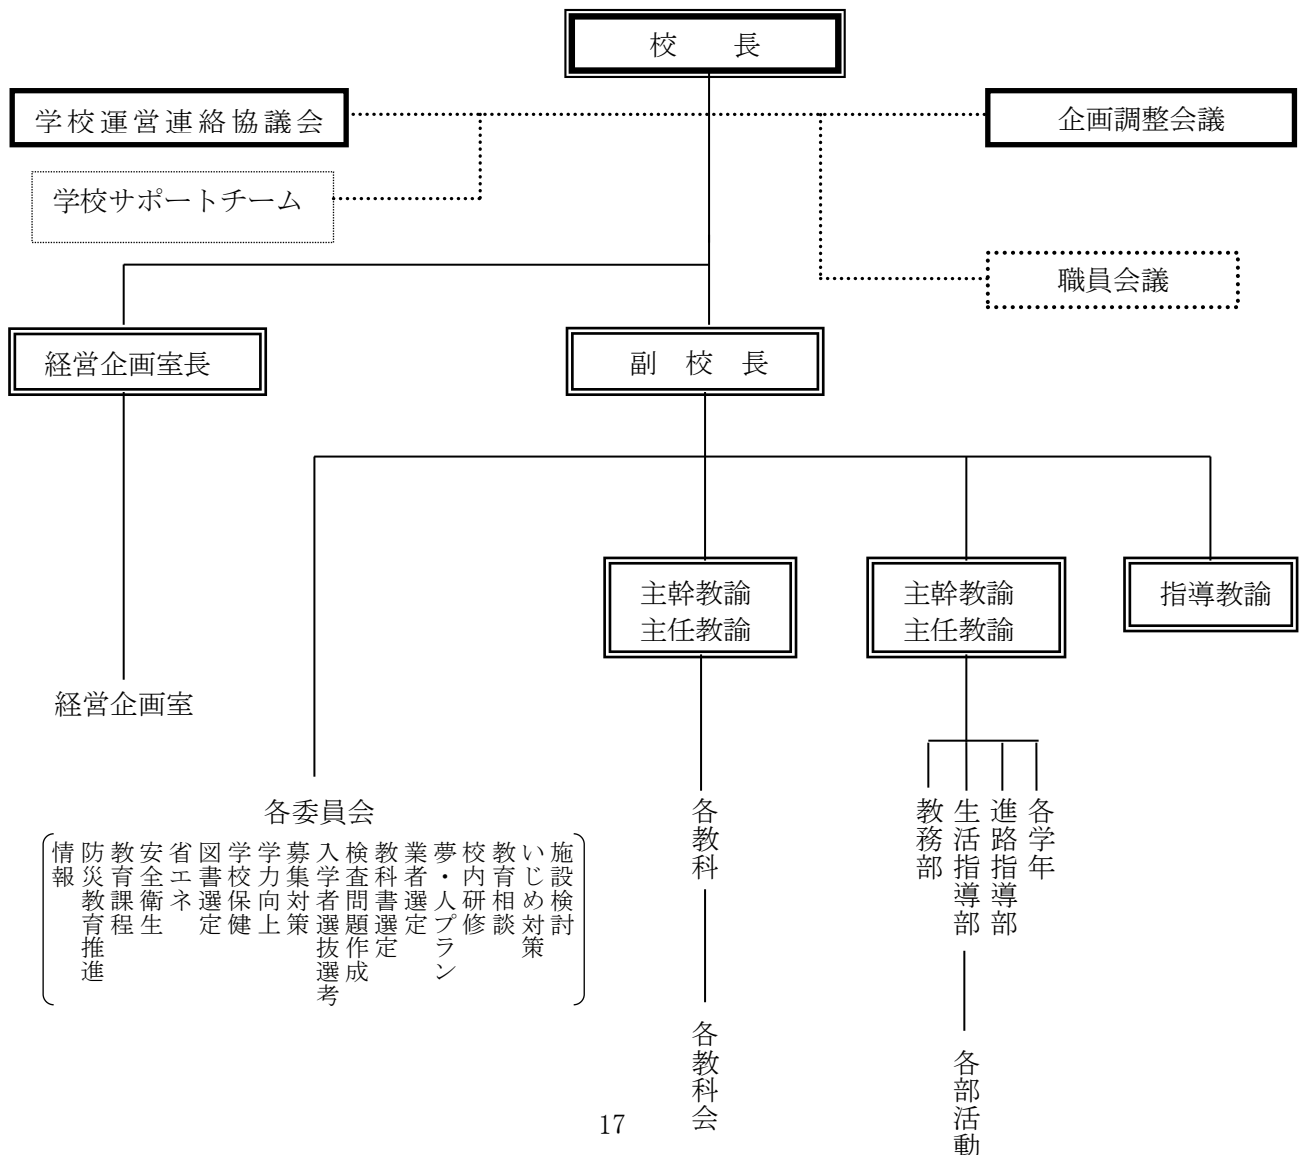 校　　長
学校運営連絡協議会
企画調整会議
学校サポートチーム
職員会議
経営企画室長
副　校　長
主幹教諭
主任教諭
主幹教諭
主任教諭
指導教諭
経営企画室
各委員会
施設検討
いじめ対策
教育相談
校内研修
夢・人プラン
業者選定
教科書選定
検査問題作成
入学者選抜選考
募集対策
学力向上
学校保健
図書選定
省エネ
安全衛生
教育課程
防災教育推進
情報
各教科
各教科会
各学年
進路指導部
生活指導部
教務部
各部活動
17